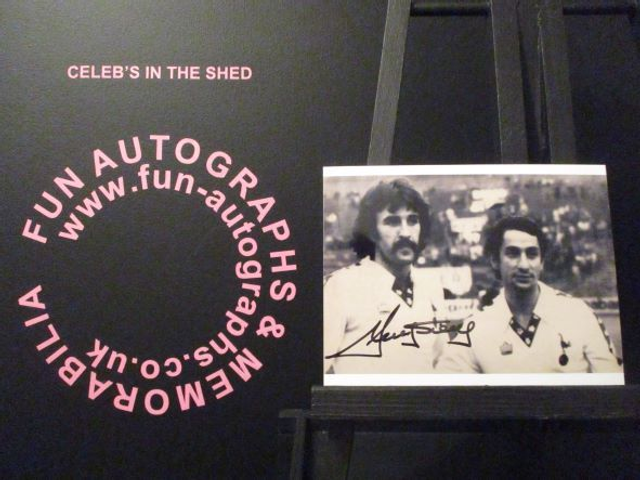 CELEB'S IN THE SHED
FUN AUTOGRAPHS & MEMORABILIA
www.fun-autographs.co.uk